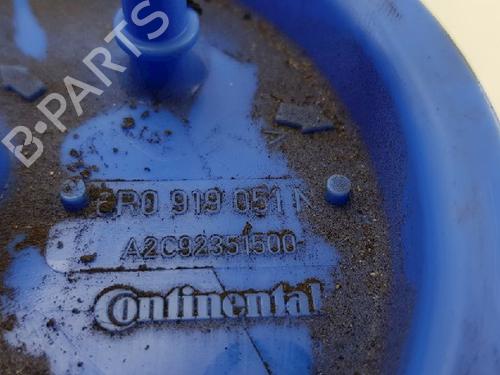 B-PARTS
6R0 919 051 N
A2C92351500
Continental